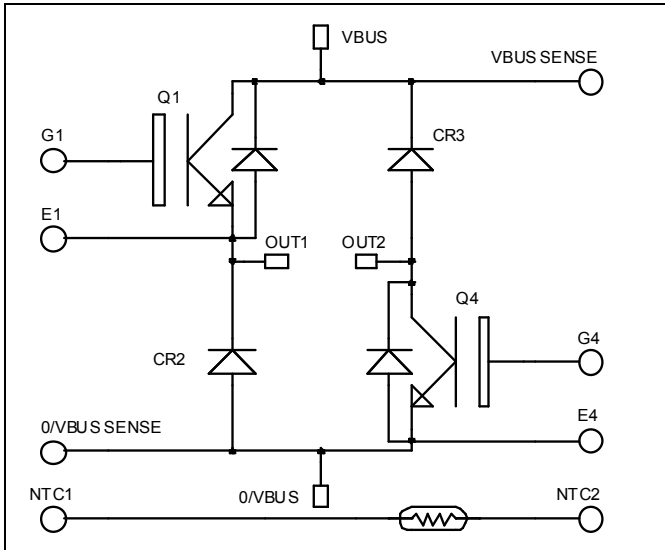 VBUS
VBUS SENSE
Q1
G1
CR3
E1
OUT1
OUT2
Q4
CR2
G4
0/VBUS SENSE
E4
NTC1
0/VBUS
NTC2